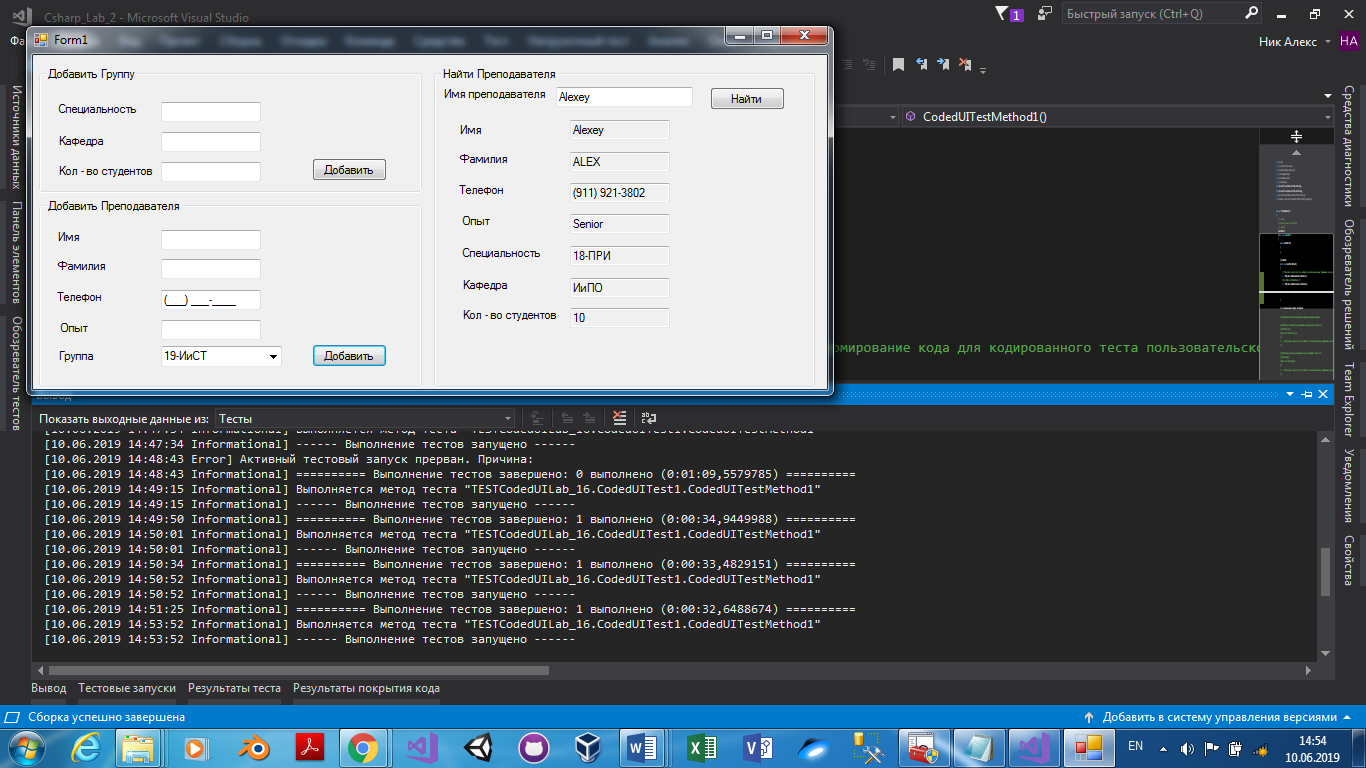 Csharp_Lab_2 - Microsoft Visual Studio
1
Быстрый запуск (Ctrl+Q)
Form1
Ник Алекс
НА
Добавить Группу
Специальность
Кафедра
Кол - во студентов
Добавить
Добавить Преподавателя
Имя
Фамилия
Телефон
(___) ___-____
Опыт
Группа
19-ИиСТ
Добавить
Найти Преподавателя
Имя преподавателя
Alexey
Найти
Имя
Alexey
Фамилия
ALEX
Телефон
(911) 921-3802
Опыт
Senior
Специальность
18-ПРИ
Кафедра
ИиПО
Кол - во студентов
10
CodedUITestMethod1()
Источники данных
Панель элементов
Обозреватель тестов
Средства диагностики
Обозреватель решений
Team Explorer
Уведомления
Свойства
мирование кода для кодированного теста пользовательско
Показать выходные данные из:
Тесты
[10.06.2019 14:47:34 Informational] ------ Выполнение тестов запущено ------
[10.06.2019 14:48:43 Error] Активный тестовый запуск прерван. Причина:
[10.06.2019 14:48:43 Informational] ========== Выполнение тестов завершено: 0 выполнено (0:01:09,5579785) ==========
[10.06.2019 14:49:15 Informational] Выполняется метод теста "TESTCodedUILab_16.CodedUITest1.CodedUITestMethod1"
[10.06.2019 14:49:15 Informational] ------ Выполнение тестов запущено ------
[10.06.2019 14:49:50 Informational] ========== Выполнение тестов завершено: 1 выполнено (0:00:34,9449988) ==========
[10.06.2019 14:50:01 Informational] Выполняется метод теста "TESTCodedUILab_16.CodedUITest1.CodedUITestMethod1"
[10.06.2019 14:50:01 Informational] ------ Выполнение тестов запущено ------
[10.06.2019 14:50:34 Informational] ========== Выполнение тестов завершено: 1 выполнено (0:00:33,4829151) ==========
[10.06.2019 14:50:52 Informational] Выполняется метод теста "TESTCodedUILab_16.CodedUITest1.CodedUITestMethod1"
[10.06.2019 14:50:52 Informational] ------ Выполнение тестов запущено ------
[10.06.2019 14:51:25 Informational] ========== Выполнение тестов завершено: 1 выполнено (0:00:32,6488674) ==========
[10.06.2019 14:53:52 Informational] Выполняется метод теста "TESTCodedUILab_16.CodedUITest1.CodedUITestMethod1"
[10.06.2019 14:53:52 Informational] ------ Выполнение тестов запущено ------
Вывод
Тестовые запуски
Результаты теста
Результаты покрытия кода
Сборка успешно завершена
Добавить в систему управления версиями
EN
14:54
10.06.2019